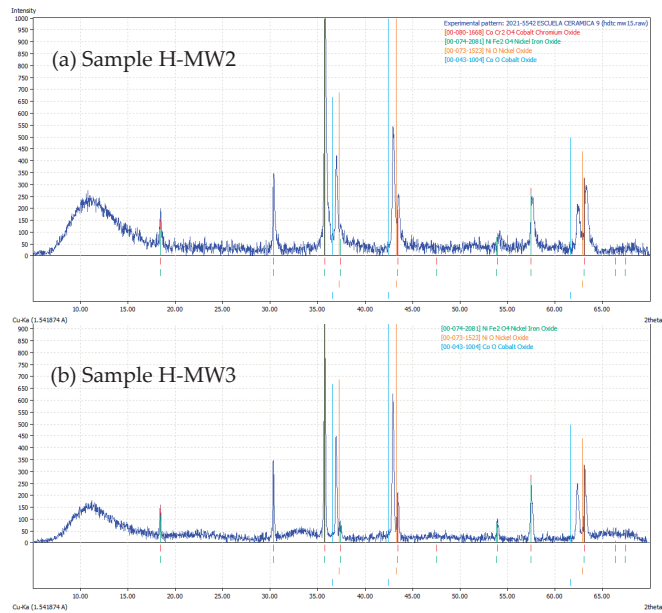 Intensity
Experimental pattern: 2021-5542 ESCUELA CERAMICA 9 (hdtc mw15.raw)
[00-080-1668] Co Cr2 O4 Cobalt Chromium Oxide
[00-074-2081] Ni Fe2 O4 Nickel Iron Oxide
[00-073-1523] Ni O Nickel Oxide
[00-043-1004] Co O Cobalt Oxide
(a) Sample H-MW2
1000
950
900
850
800
750
700
650
600
550
500
450
400
350
300
250
200
150
100
50
0
10.00 15.00 20.00 25.00 30.00 35.00 40.00 45.00 50.00 55.00 60.00 65.00
Cu-Ka (1.541874 A) 2theta
[00-074-2081] Ni Fe2 O4 Nickel Iron Oxide
[00-073-1523] Ni O Nickel Oxide
[00-043-1004] Co O Cobalt Oxide
(b) Sample H-MW3
900
850
800
750
700
650
600
550
500
450
400
350
300
250
200
150
100
50
0
10.00 15.00 20.00 25.00 30.00 35.00 40.00 45.00 50.00 55.00 60.00 65.00
Cu-Ka (1.541874 A) 2theta